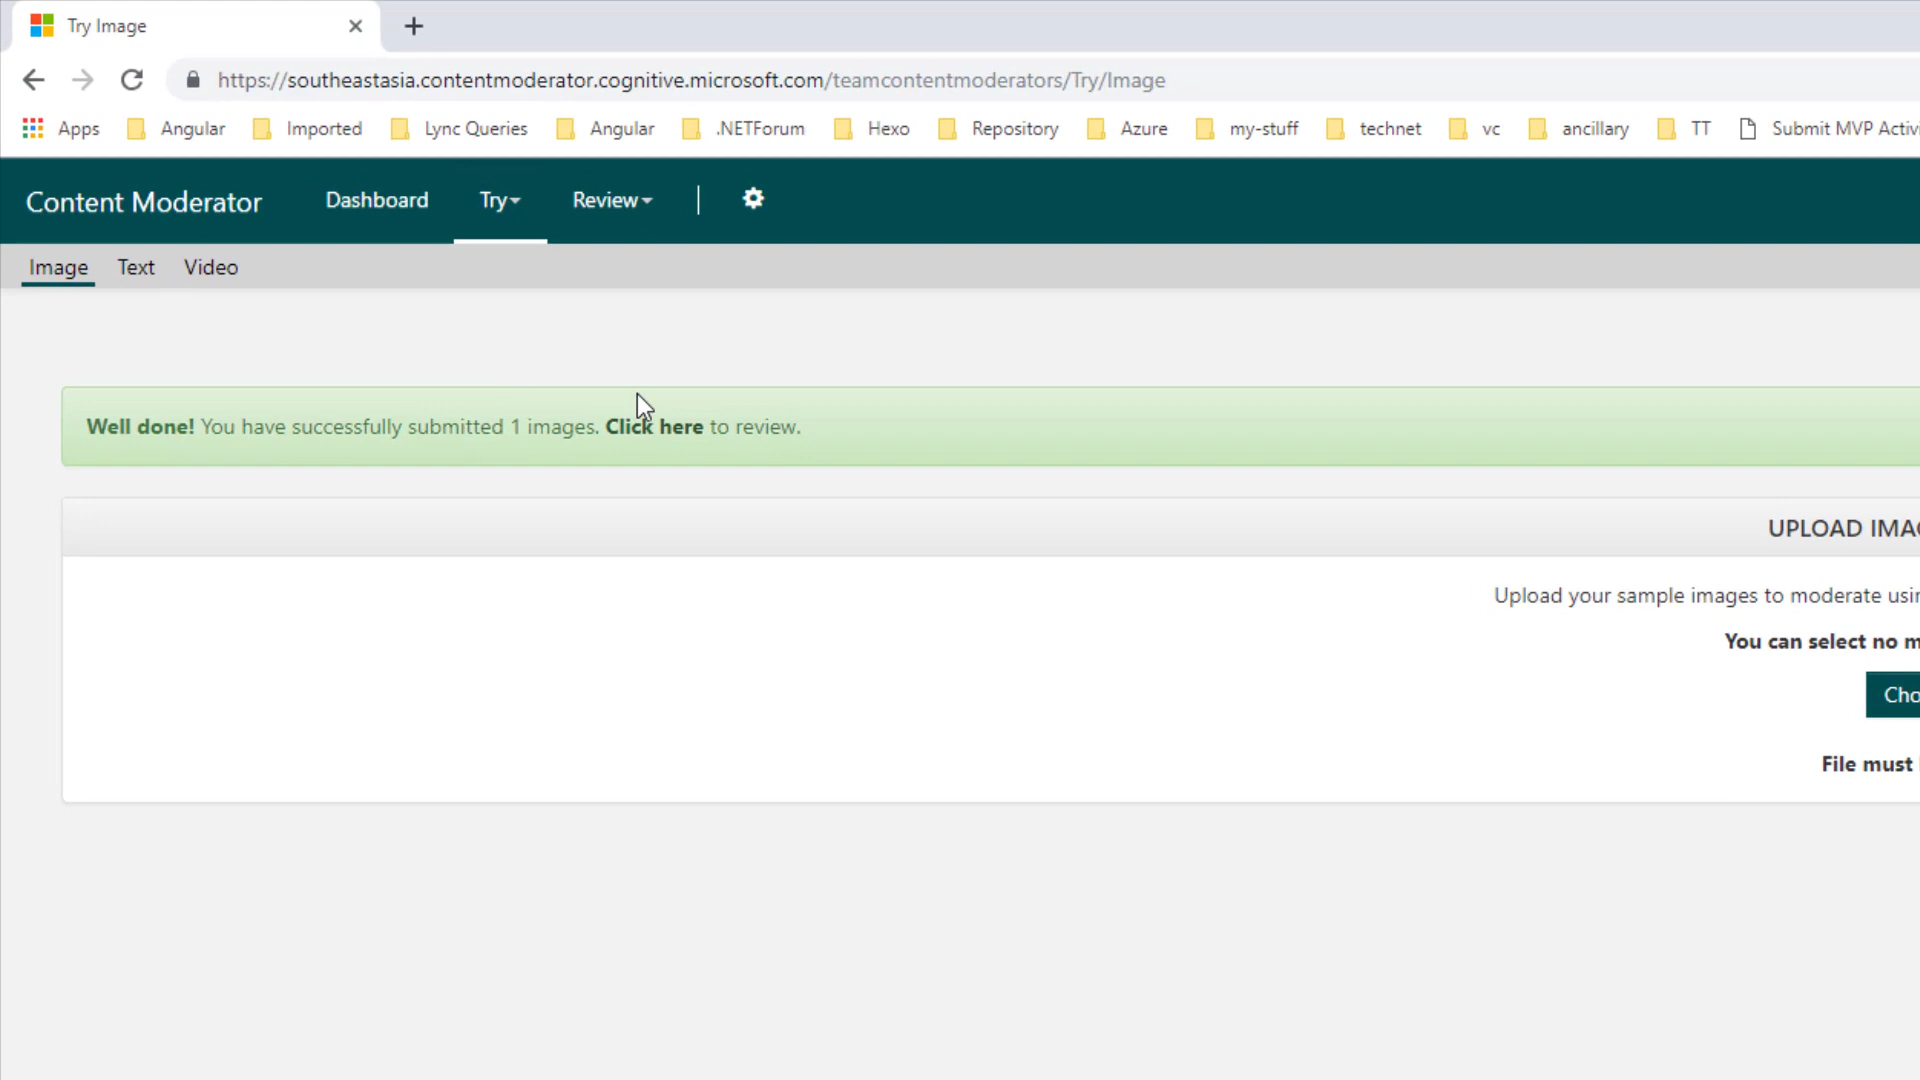 Try Image
https://southeastasia.contentmoderator.cognitive.microsoft.com/teamcontentmoderators/Try/Image
Apps Angular Imported Lync Queries Angular .NETForum Hexo Repository Azure my-stuff technet vc ancillary TT Submit MVP Activi
Content Moderator Dashboard Try Review
Image Text Video
Well done! You have successfully submitted 1 images. Click here to review.
UPLOAD IMAG
Upload your sample images to moderate usin
You can select no m
Cho
File must